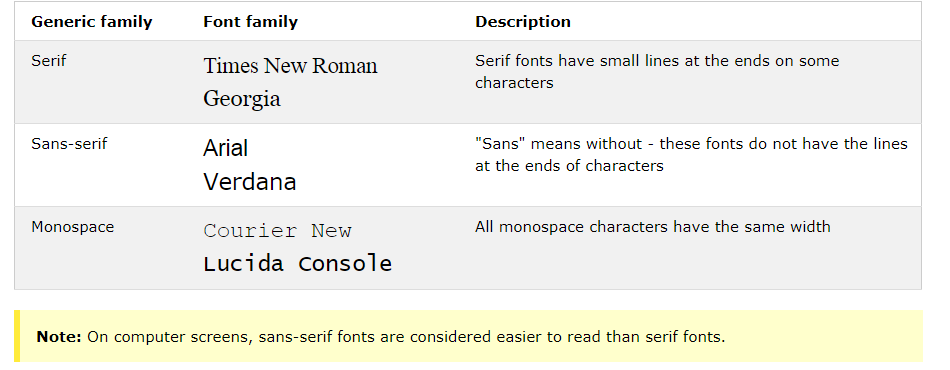 Generic family Font family Description
Serif Times New Roman Serif fonts have small lines at the ends on some
Georgia characters
Sans-serif Arial "Sans" means without - these fonts do not have the lines
Verdana at the ends of characters
Monospace Courier New All monospace characters have the same width
Lucida Console
Note: On computer screens, sans-serif fonts are considered easier to read than serif fonts.